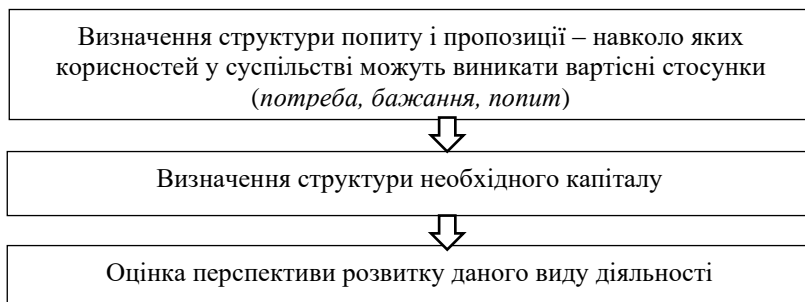 Визначення структури попиту і пропозиції – навколо яких
корисностей у суспільстві можуть виникати вартісні стосунки
(потреба, бажання, попит)
Визначення структури необхідного капіталу
Оцінка перспективи розвитку даного виду діяльності